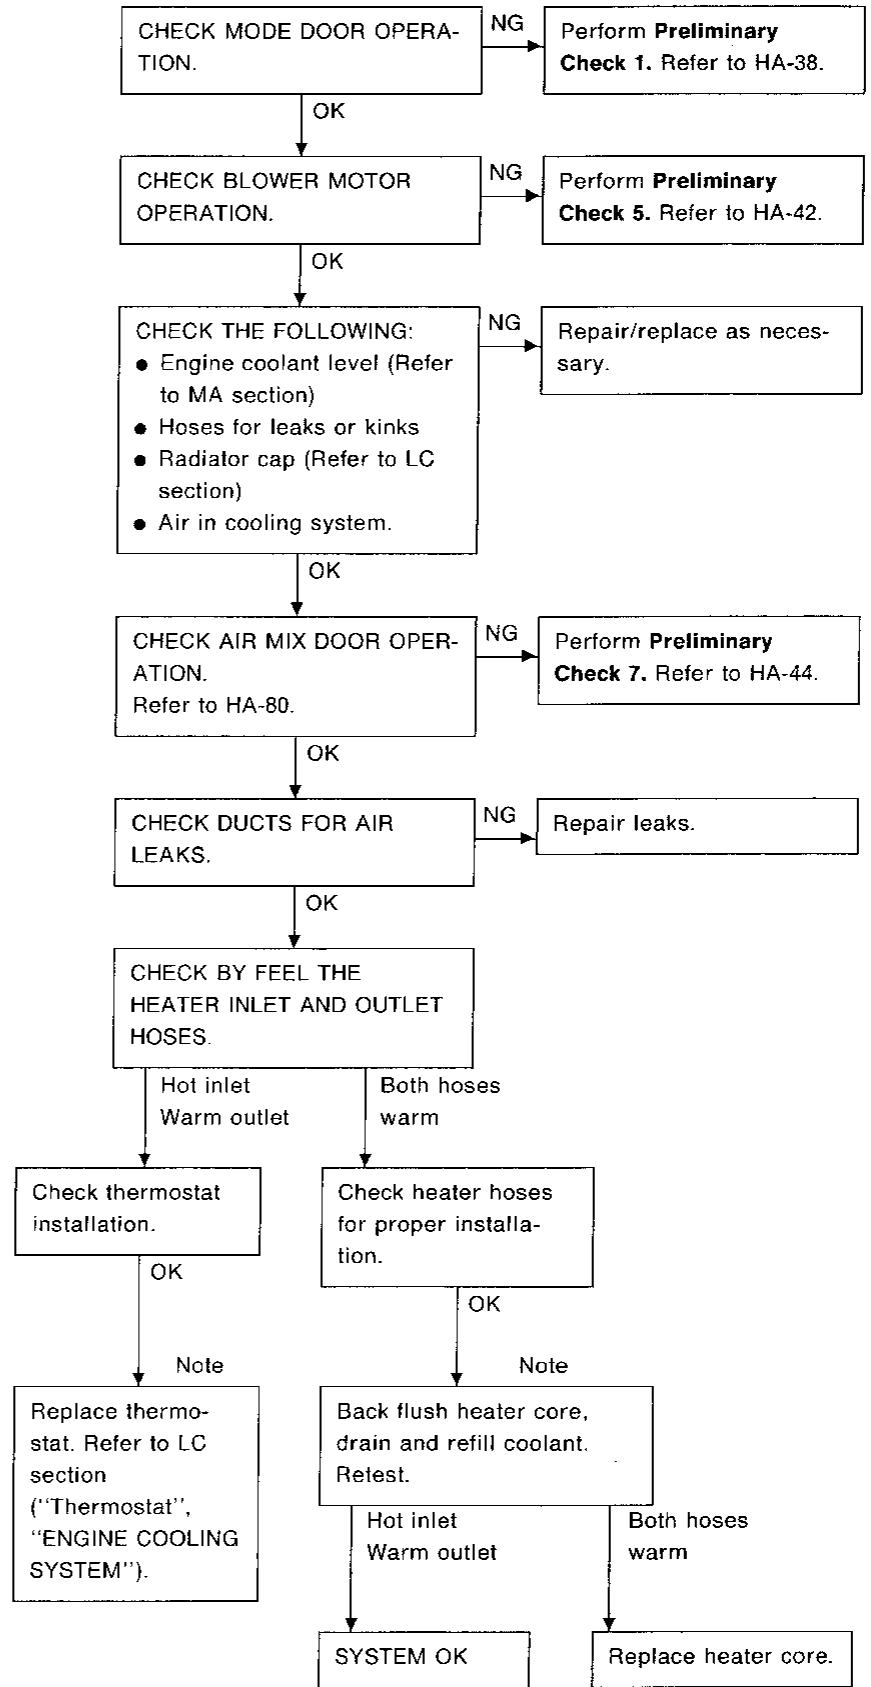 CHECK MODE DOOR OPERA-
TION.
NG
Perform Preliminary
Check 1. Refer to HA-38.
OK
CHECK BLOWER MOTOR
OPERATION.
NG
Perform Preliminary
Check 5. Refer to HA-42.
OK
CHECK THE FOLLOWING:
● Engine coolant level (Refer
to MA section)
● Hoses for leaks or kinks
● Radiator cap (Refer to LC
section)
● Air in cooling system.
NG
Repair/replace as neces-
sary.
OK
CHECK AIR MIX DOOR OPER-
ATION.
Refer to HA-80.
NG
Perform Preliminary
Check 7. Refer to HA-44.
OK
CHECK DUCTS FOR AIR
LEAKS.
NG
Repair leaks.
OK
CHECK BY FEEL THE
HEATER INLET AND OUTLET
HOSES.
Hot inlet
Warm outlet
Both hoses
warm
Check thermostat
installation.
Check heater hoses
for proper installa-
tion.
OK
OK
Note
Note
Replace thermo-
stat. Refer to LC
section
(''Thermostat'',
''ENGINE COOLING
SYSTEM'').
Back flush heater core,
drain and refill coolant.
Retest.
Hot inlet
Warm outlet
Both hoses
warm
SYSTEM OK
Replace heater core.